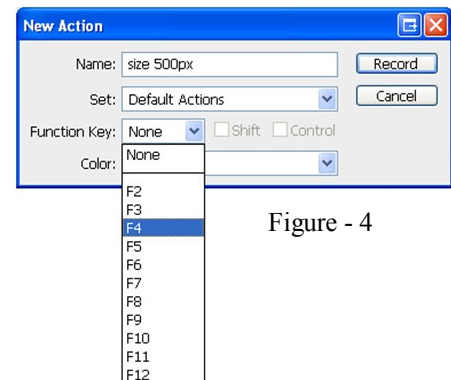 New Action
Name: size 500px Record
Set: Default Actions Cancel
Function Key: None Shift Control
Color:
None
F2
F3
F4
F5
F6
F7
F8
F9
F10
F11
F12
Figure - 4